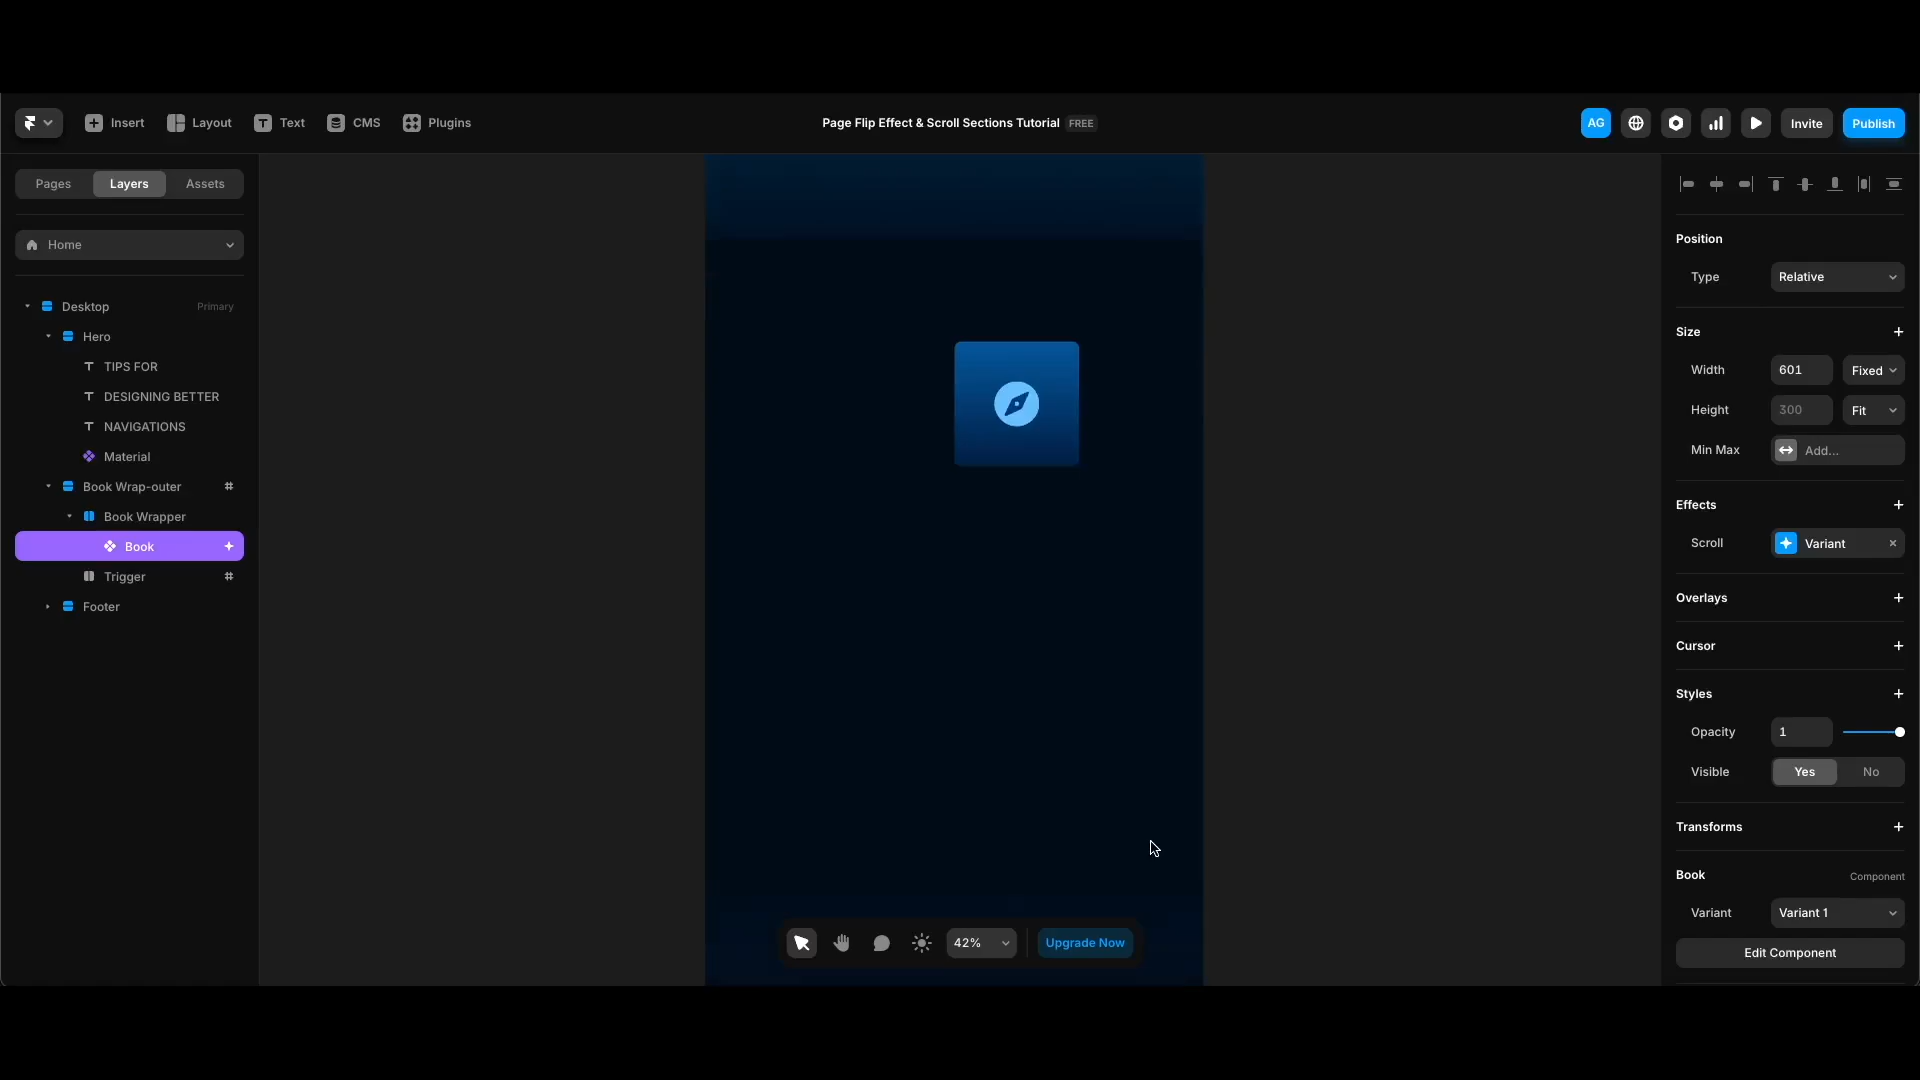 Insert
Layout
Text
CMS
Plugins
Page Flip Effect & Scroll Sections Tutorial
FREE
AG
Invite
Publish
Pages
Layers
Assets
Home
Desktop
Primary
Hero
TIPS FOR
DESIGNING BETTER
NAVIGATIONS
Material
Book Wrap-outer
Book Wrapper
Book
Trigger
Footer
42%
Upgrade Now
Position
Type
Relative
Size
Width
601
Fixed
Height
300
Fit
Min Max
Add...
Effects
Scroll
Variant
Overlays
Cursor
Styles
Opacity
1
Visible
Yes
No
Transforms
Book
Component
Variant
Variant 1
Edit Component